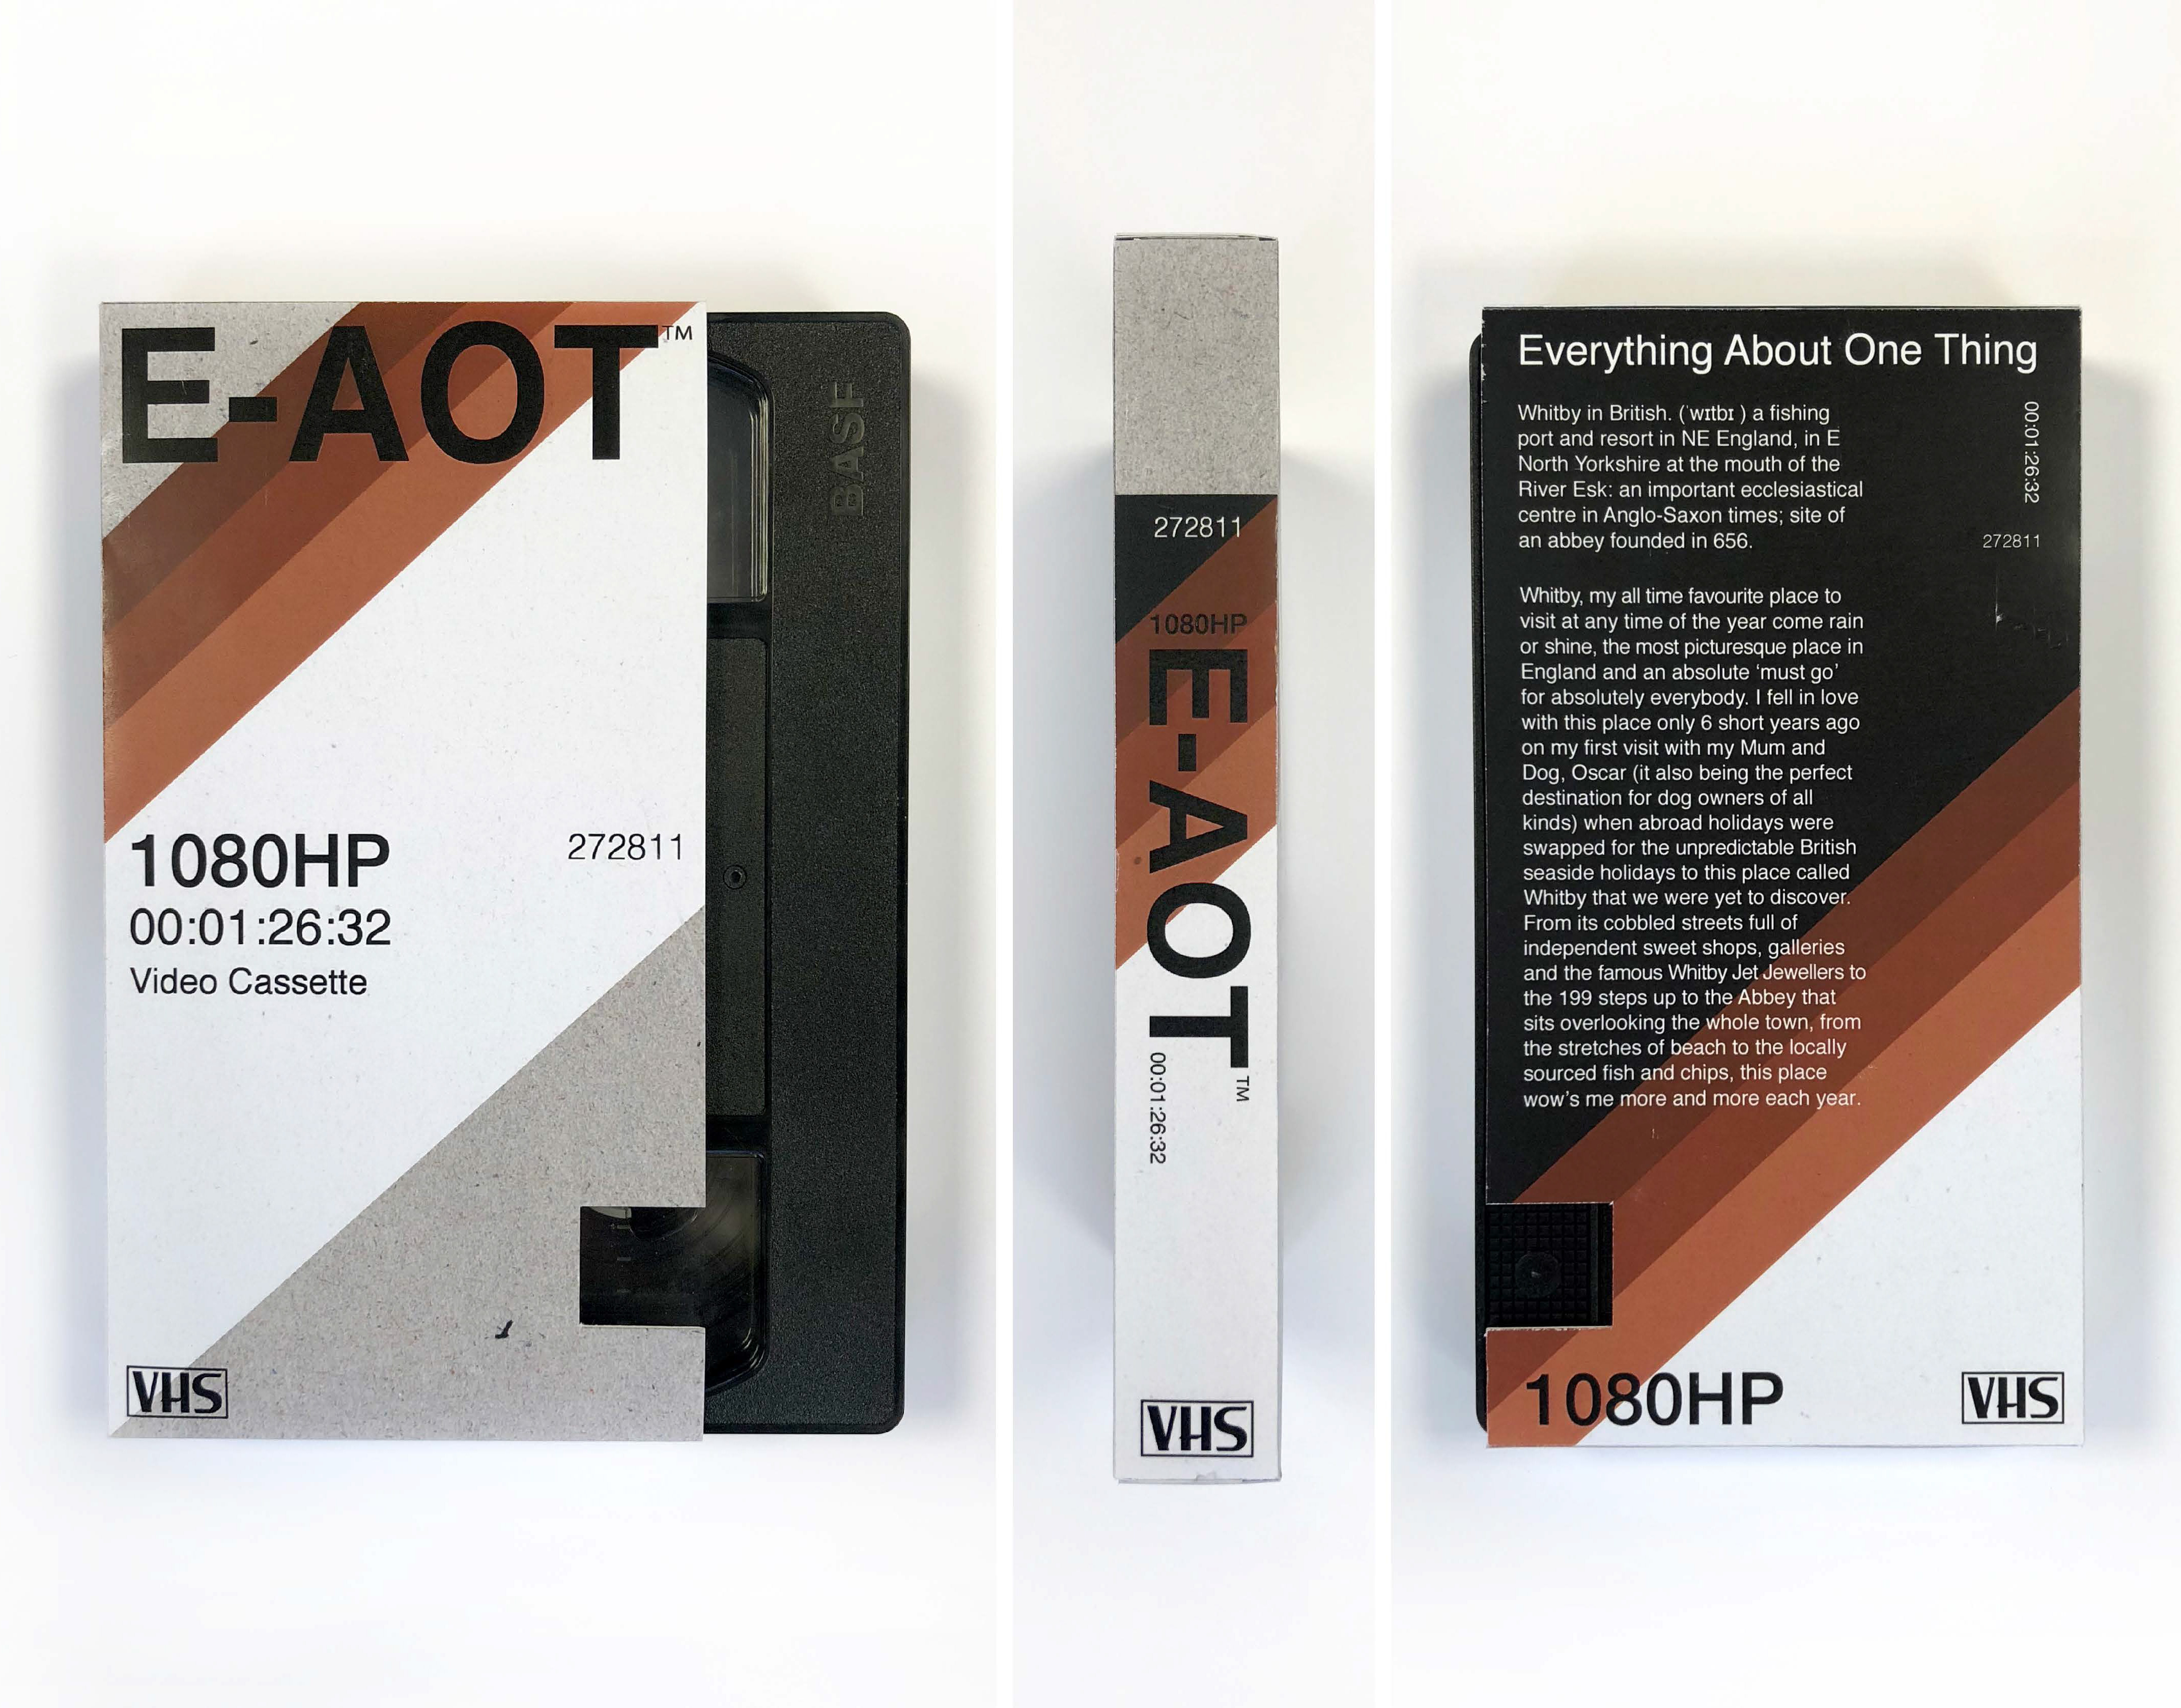 E-AOT™
BASF
1080HP
272811
00:01:26:32
Video Cassette
VHS
272811
1080HP
E-AOT™
00:01:26:32
VHS
Everything About One Thing
Whitby in British. (ˈwɪtbɪ ) a fishing
port and resort in NE England, in E
North Yorkshire at the mouth of the
River Esk: an important ecclesiastical
centre in Anglo-Saxon times; site of
an abbey founded in 656.
00:01:26:32
272811
Whitby, my all time favourite place to
visit at any time of the year come rain
or shine, the most picturesque place in
England and an absolute ‘must go’
for absolutely everybody. I fell in love
with this place only 6 short years ago
on my first visit with my Mum and
Dog, Oscar (it also being the perfect
destination for dog owners of all
kinds) when abroad holidays were
swapped for the unpredictable British
seaside holidays to this place called
Whitby that we were yet to discover.
From its cobbled streets full of
independent sweet shops, galleries
and the famous Whitby Jet Jewellers to
the 199 steps up to the Abbey that
sits overlooking the whole town, from
the stretches of beach to the locally
sourced fish and chips, this place
wow’s me more and more each year.
1080HP
VHS